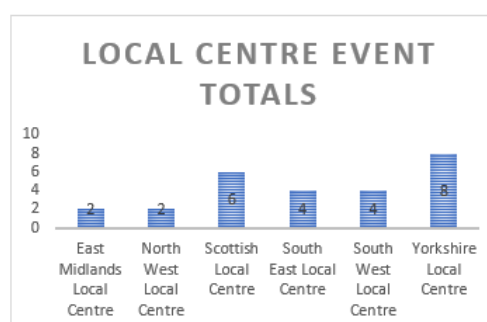 LOCAL CENTRE EVENT
TOTALS
10
8
6
4
2
0
2
2
6
4
4
8
East
Midlands
Local
Centre
North
West
Local
Centre
Scottish
Local
Centre
South
East Local
Centre
South
West
Local
Centre
Yorkshire
Local
Centre